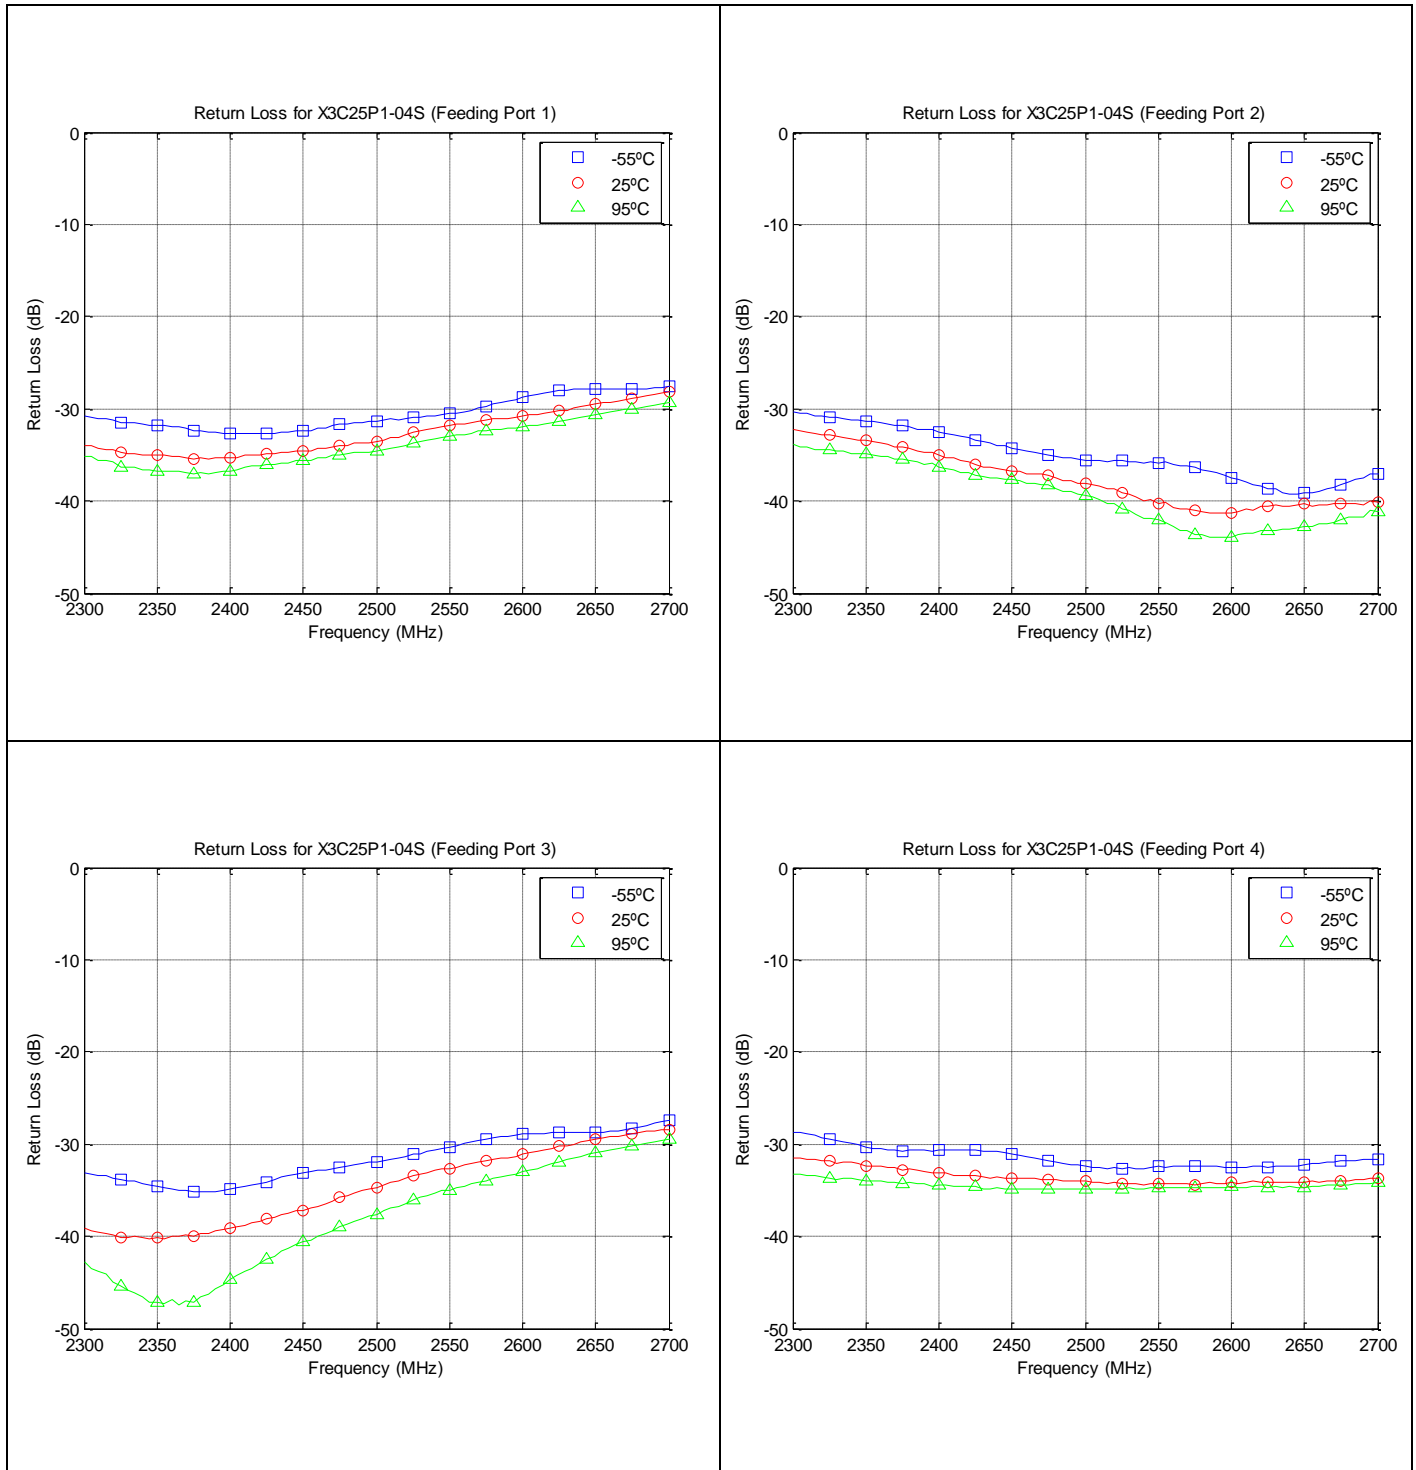 Return Loss for X3C25P1-04S (Feeding Port 1)
0
-10
-20
-30
-40
-50
Return Loss (dB)
-55ºC
25ºC
95ºC
2300 2350 2400 2450 2500 2550 2600 2650 2700
Frequency (MHz)
Return Loss for X3C25P1-04S (Feeding Port 2)
0
-10
-20
-30
-40
-50
Return Loss (dB)
-55ºC
25ºC
95ºC
2300 2350 2400 2450 2500 2550 2600 2650 2700
Frequency (MHz)
Return Loss for X3C25P1-04S (Feeding Port 3)
0
-10
-20
-30
-40
-50
Return Loss (dB)
-55ºC
25ºC
95ºC
2300 2350 2400 2450 2500 2550 2600 2650 2700
Frequency (MHz)
Return Loss for X3C25P1-04S (Feeding Port 4)
0
-10
-20
-30
-40
-50
Return Loss (dB)
-55ºC
25ºC
95ºC
2300 2350 2400 2450 2500 2550 2600 2650 2700
Frequency (MHz)